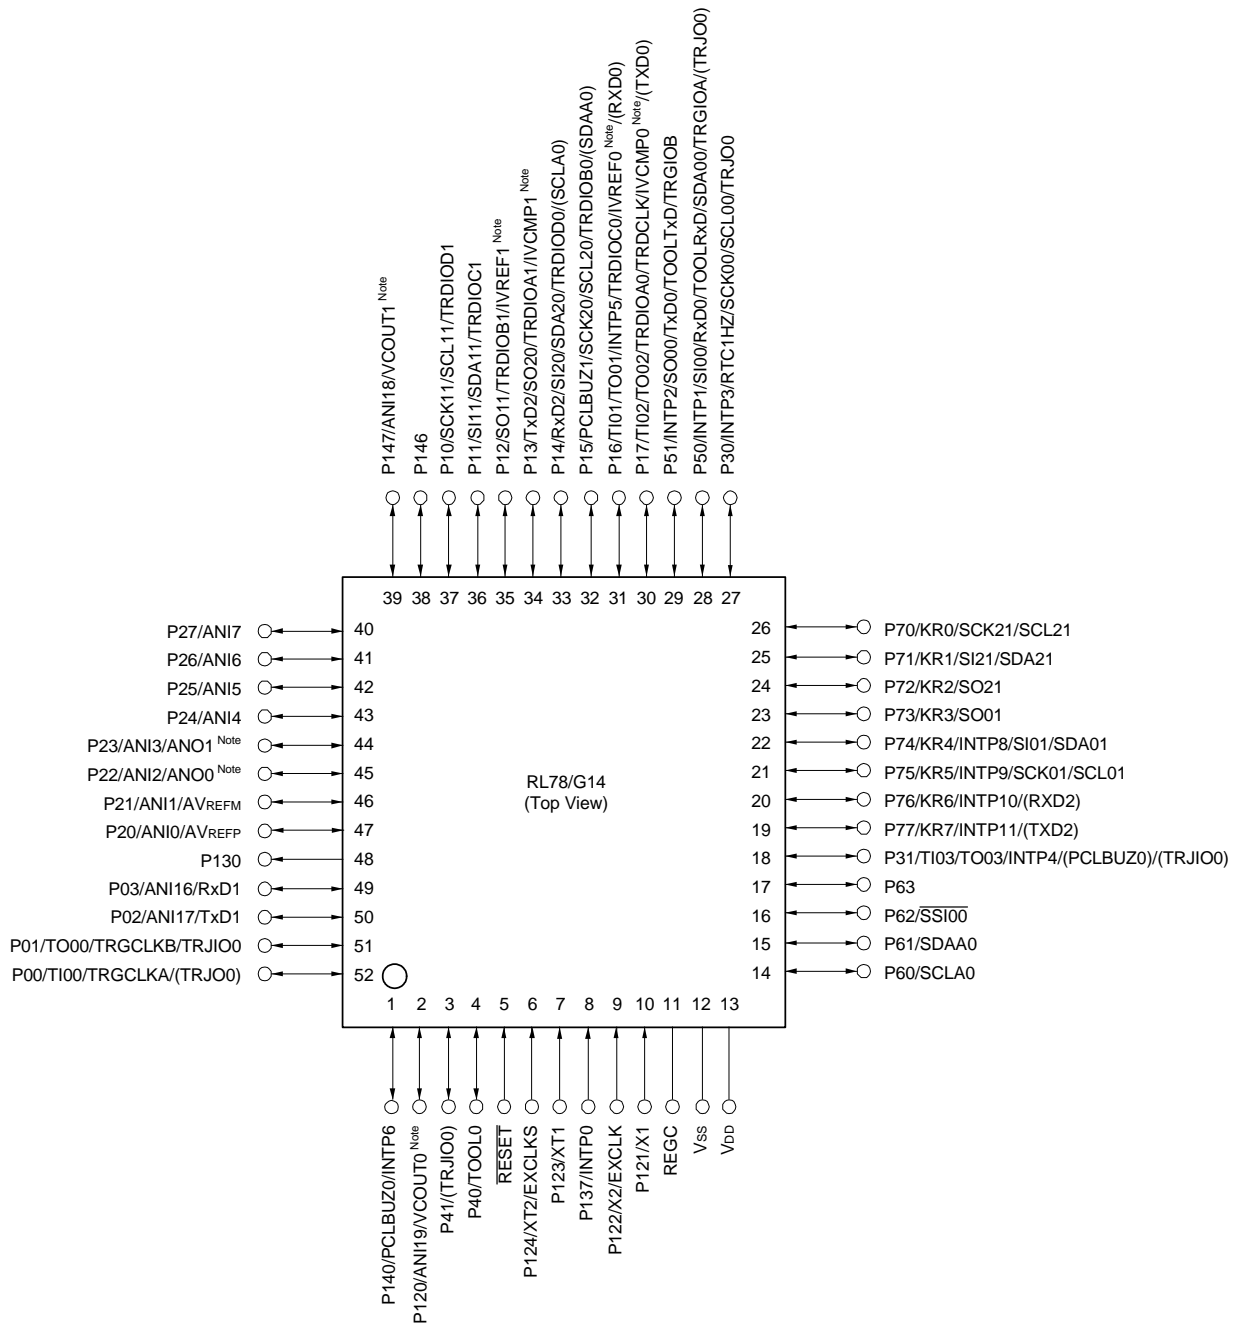 P147/ANI18/VCOUT1 Note
P146
P10/SCK11/SCL11/TRDIOD1
P11/SI11/SDA11/TRDIOC1
P12/SO11/TRDIOB1/IVREF1 Note
P13/TxD2/SO20/TRDIOA1/IVCMP1 Note
P14/RxD2/SI20/SDA20/TRDIOD0/(SCLA0)
P15/PCLBUZ1/SCK20/SCL20/TRDIOB0/(SDAA0)
P16/TI01/TO01/INTP5/TRDIOC0/IVREF0 Note/(RXD0)
P17/TI02/TO02/TRDIOA0/TRDCLK/IVCMP0 Note/(TXD0)
P51/INTP2/SO00/TxD0/TOOLTxD/TRGIOB
P50/INTP1/SI00/RxD0/TOOLRxD/SDA00/TRGIOA/(TRJO0)
P30/INTP3/RTC1HZ/SCK00/SCL00/TRJO0
39 38 37 36 35 34 33 32 31 30 29 28 27
P27/ANI7 40
P26/ANI6 41
P25/ANI5 42
P24/ANI4 43
P23/ANI3/ANO1 Note 44
P22/ANI2/ANO0 Note 45
P21/ANI1/AVREFM 46
P20/ANI0/AVREFP 47
P130 48
P03/ANI16/RxD1 49
P02/ANI17/TxD1 50
P01/TO00/TRGCLKB/TRJIO0 51
P00/TI00/TRGCLKA/(TRJO0) 52
RL78/G14
(Top View)
26 P70/KR0/SCK21/SCL21
25 P71/KR1/SI21/SDA21
24 P72/KR2/SO21
23 P73/KR3/SO01
22 P74/KR4/INTP8/SI01/SDA01
21 P75/KR5/INTP9/SCK01/SCL01
20 P76/KR6/INTP10/(RXD2)
19 P77/KR7/INTP11/(TXD2)
18 P31/TI03/TO03/INTP4/(PCLBUZ0)/(TRJIO0)
17 P63
16 P62/SSI00
15 P61/SDAA0
14 P60/SCLA0
1 2 3 4 5 6 7 8 9 10 11 12 13
P140/PCLBUZ0/INTP6
P120/ANI19/VCOUT0 Note
P41/(TRJIO0)
P40/TOOL0
RESET
P124/XT2/EXCLKS
P123/XT1
P137/INTP0
P122/X2/EXCLK
P121/X1
REGC
VSS
VDD